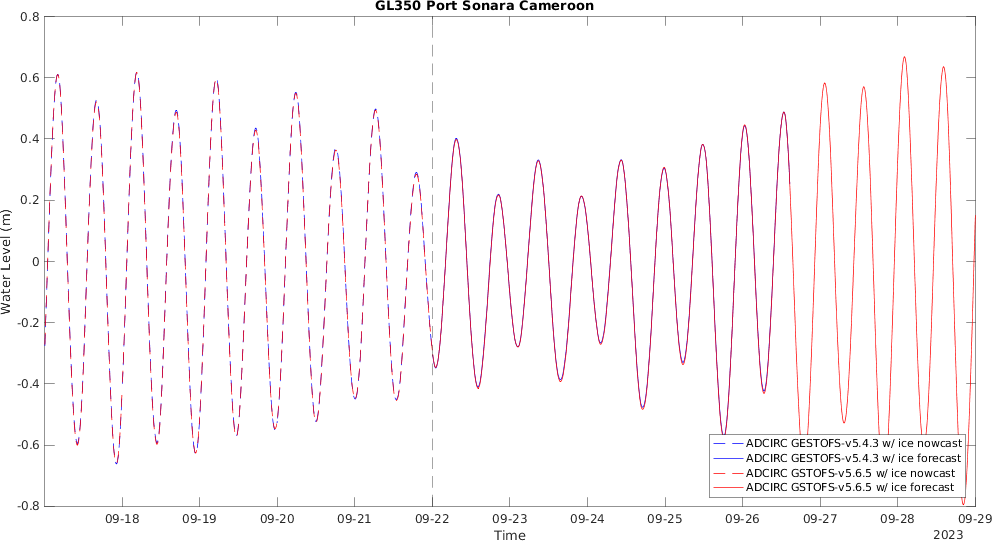 GL350 Port Sonara Cameroon
Water Level (m)
0.8
0.6
0.4
0.2
0
-0.2
-0.4
-0.6
-0.8
ADCIRC GESTOFS-v5.4.3 w/ ice nowcast
ADCIRC GESTOFS-v5.4.3 w/ ice forecast
ADCIRC GSTOFS-v5.6.5 w/ ice nowcast
ADCIRC GSTOFS-v5.6.5 w/ ice forecast
09-18 09-19 09-20 09-21 09-22 09-23 09-24 09-25 09-26 09-27 09-28 09-29
Time
2023